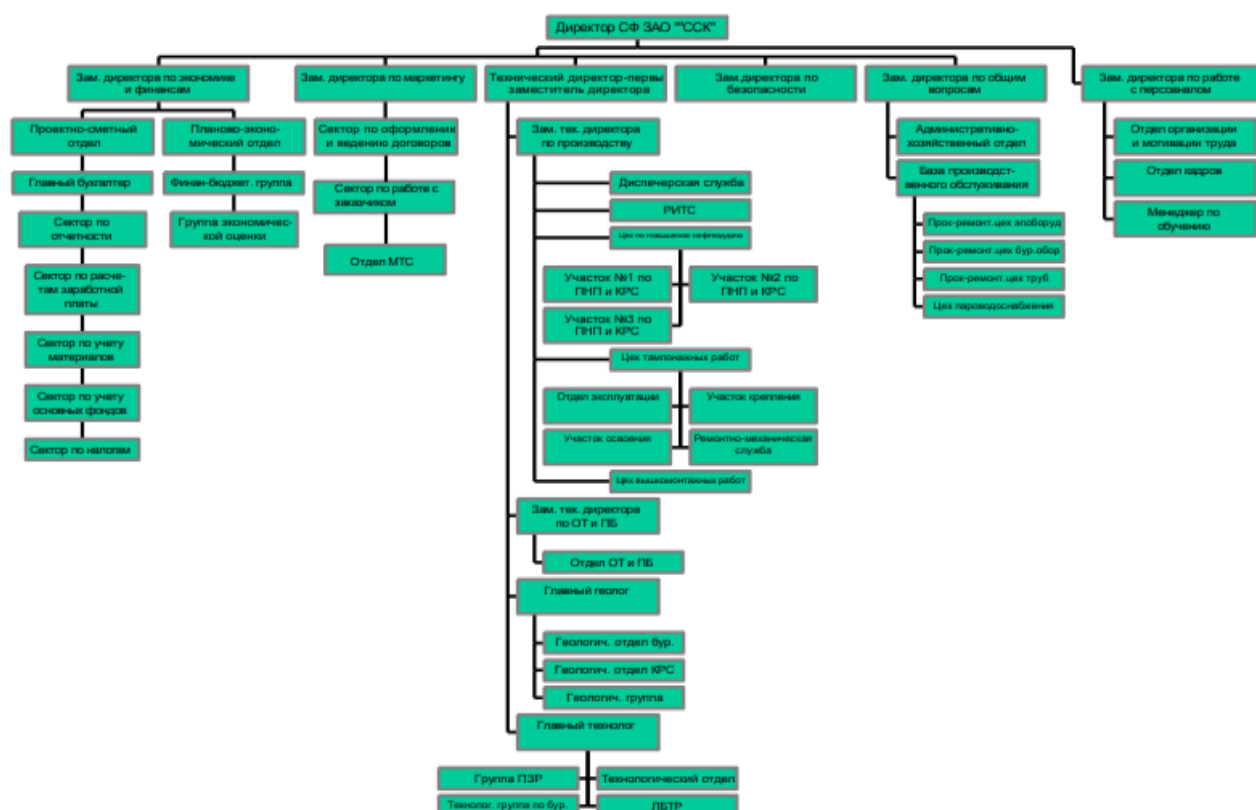 Директор СФ ЗАО ""ССК"
Зам. директора по экономике
и финансам
Зам. директора по маркетингу
Технический директор-первы
заместитель директора
Зам.директора по
безопасности
Зам. директора по общим
вопросам
Зам. директора по работе
с персоналом
Проектно-сметный
отдел
Главный бухгалтер
Сектор по
отчетности
Сектор по расче-
там заработной
платы
Сектор по учету
материалов
Сектор по учету
основных фондов
Сектор по налогам
Планово-эконо-
мический отдел
Финан-бюджет. группа
Группа экономичес-
кой оценки
Сектор по оформлению
и ведению договоров
Сектор по работе с
заказчиком
Отдел МТС
Зам. тех. директора
по производству
Диспечерская служба
РИТС
Цех по повышению нефтеотдачи
Участок №1 по
ПНП и КРС
Участок №2 по
ПНП и КРС
Участок №3 по
ПНП и КРС
Цех тампонажных работ
Отдел эксплуатации
Участок крепления
Участок освоения
Ремонтно-механическая
служба
Цех вышкомонтажных работ
Зам. тех. директора
по ОТ и ПБ
Отдел ОТ и ПБ
Главный геолог
Геологич. отдел бур.
Геологич. отдел КРС
Геологич. группа
Главный технолог
Группа ПЗР
Технологический отдел
Технолог. группа по бур.
ЛБТР
Административно-
хозяйственный отдел
База производст-
венного обслуживания
Прок-ремонт.цех элоборуд
Прок-ремонт.цех бур.обор
Прок-ремонт.цех труб
Цех пароводоснабжения
Отдел организации
и мотивации труда
Отдел кадров
Менеджер по
обучению